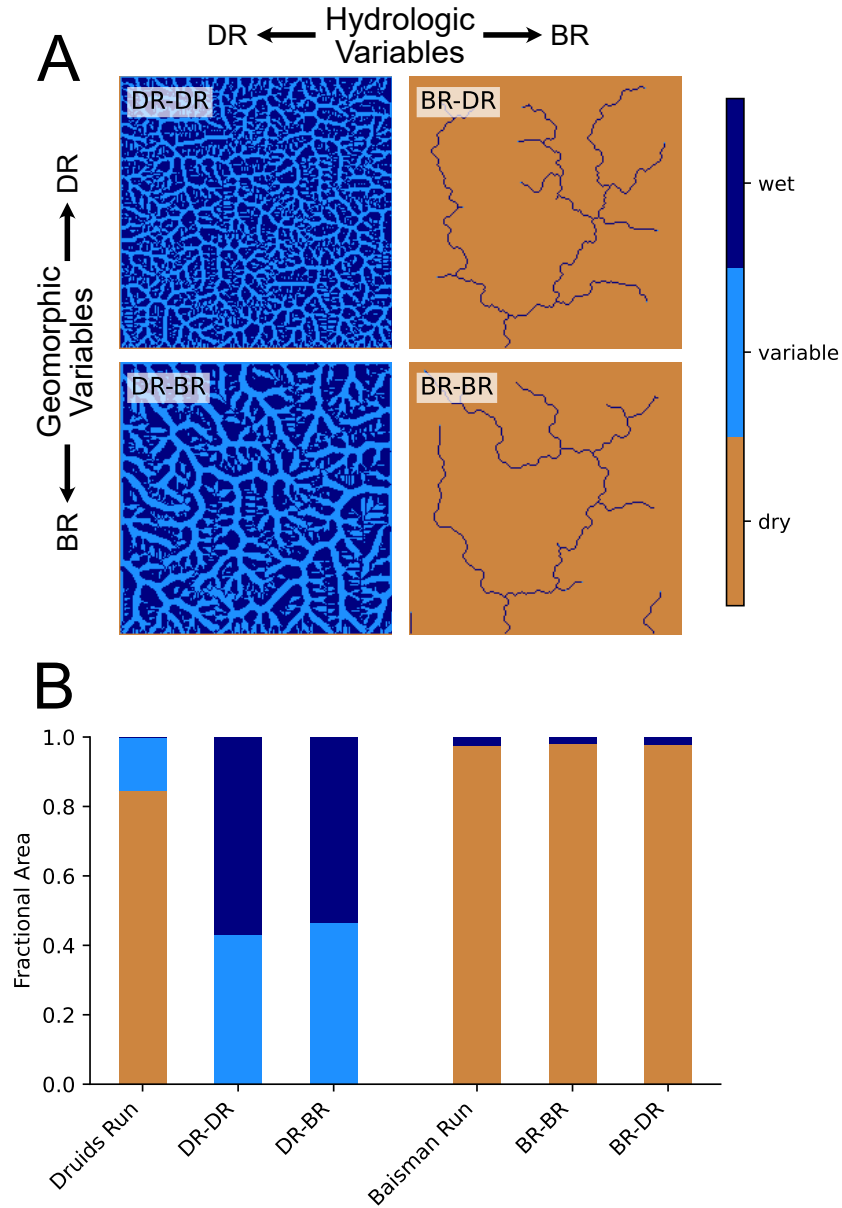 A
DR
Hydrologic
Variables
BR
DR
Geomorphic
Variables
BR
DR-DR
BR-DR
DR-BR
BR-BR
wet
variable
dry
B
Fractional Area
1.0
0.8
0.6
0.4
0.2
0.0
Druids Run
DR-DR
DR-BR
Baisman Run
BR-BR
BR-DR